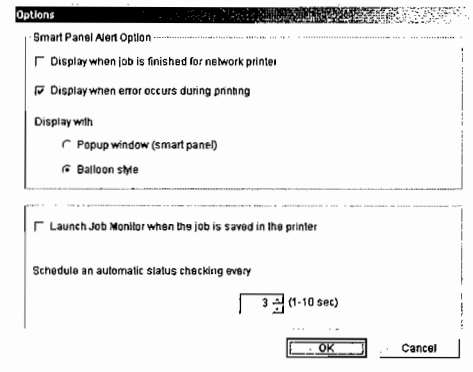 Options
Smart Panel Alert Option
Display when job is finished for network printer
Display when error occurs during printing
Display with
Popup window (smart panel)
Balloon style
Launch Job Monitor when the job is saved in the printer
Schedule an automatic status checking every
3 (1-10 sec)
OK Cancel